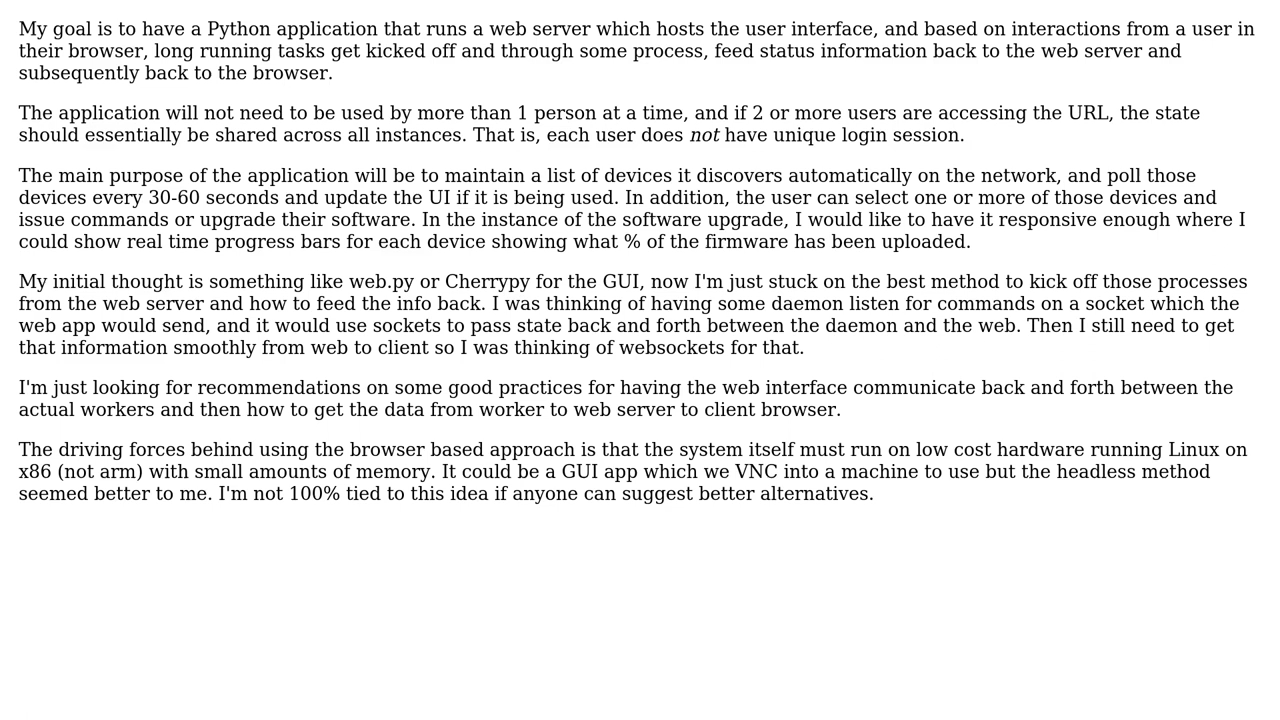 My goal is to have a Python application that runs a web server which hosts the user interface, and based on interactions from a user in
their browser, long running tasks get kicked off and through some process, feed status information back to the web server and
subsequently back to the browser.
The application will not need to be used by more than 1 person at a time, and if 2 or more users are accessing the URL, the state
should essentially be shared across all instances. That is, each user does not have unique login session.
The main purpose of the application will be to maintain a list of devices it discovers automatically on the network, and poll those
devices every 30-60 seconds and update the UI if it is being used. In addition, the user can select one or more of those devices and
issue commands or upgrade their software. In the instance of the software upgrade, I would like to have it responsive enough where I
could show real time progress bars for each device showing what % of the firmware has been uploaded.
My initial thought is something like web.py or Cherrypy for the GUI, now I'm just stuck on the best method to kick off those processes
from the web server and how to feed the info back. I was thinking of having some daemon listen for commands on a socket which the
web app would send, and it would use sockets to pass state back and forth between the daemon and the web. Then I still need to get
that information smoothly from web to client so I was thinking of websockets for that.
I'm just looking for recommendations on some good practices for having the web interface communicate back and forth between the
actual workers and then how to get the data from worker to web server to client browser.
The driving forces behind using the browser based approach is that the system itself must run on low cost hardware running Linux on
x86 (not arm) with small amounts of memory. It could be a GUI app which we VNC into a machine to use but the headless method
seemed better to me. I'm not 100% tied to this idea if anyone can suggest better alternatives.